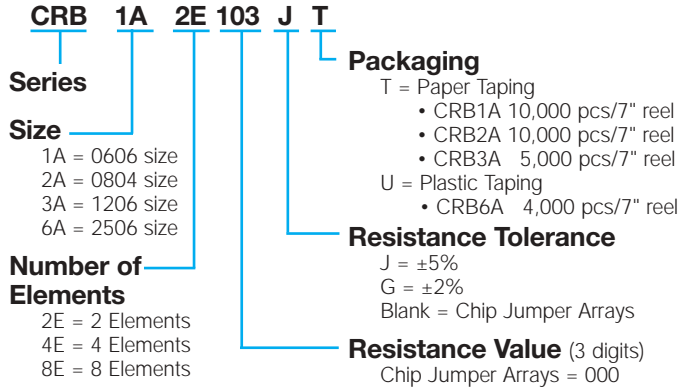 CRB 1A 2E 103 J T
Series
Size
1A = 0606 size
2A = 0804 size
3A = 1206 size
6A = 2506 size
Number of
Elements
2E = 2 Elements
4E = 4 Elements
8E = 8 Elements
Packaging
T = Paper Taping
• CRB1A 10,000 pcs/7" reel
• CRB2A 10,000 pcs/7" reel
• CRB3A 5,000 pcs/7" reel
U = Plastic Taping
• CRB6A 4,000 pcs/7" reel
Resistance Tolerance
J = ±5%
G = ±2%
Blank = Chip Jumper Arrays
Resistance Value (3 digits)
Chip Jumper Arrays = 000